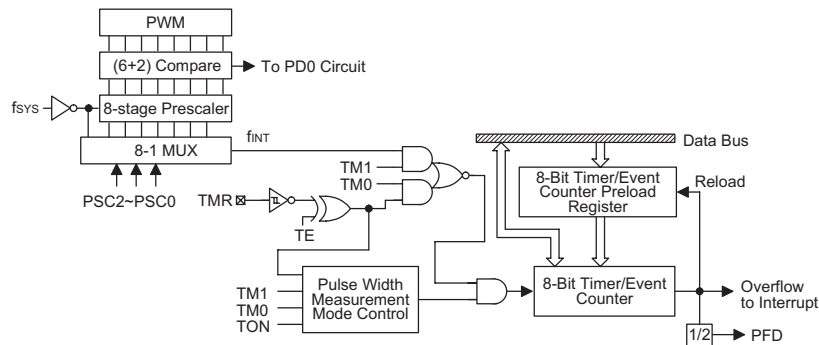 PWM
(6+2) Compare
To PD0 Circuit
fSYS
8-stage Prescaler
8-1 MUX
fINT
PSC2~PSC0
TM1
TM0
TMR
TE
Data Bus
8-Bit Timer/Event
Counter Preload
Register
Reload
TM1
TM0
TON
Pulse Width
Measurement
Mode Control
8-Bit Timer/Event
Counter
Overflow
to Interrupt
1/2
PFD